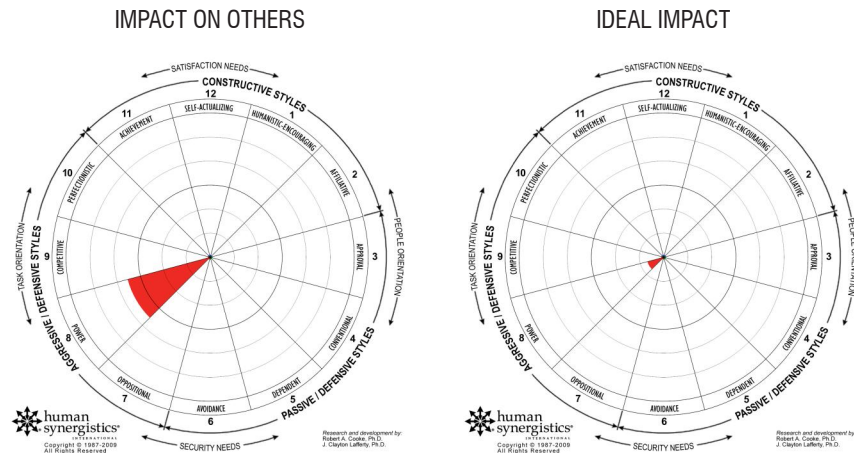 IMPACT ON OTHERS
SATISFACTION NEEDS
CONSTRUCTIVE STYLES
12
SELF-ACTUALIZING
1
HUMANISTIC-ENCOURAGING
2
AFFILIATIVE
PEOPLE ORIENTATION
3
APPROVAL
4
CONVENTIONAL
PASSIVE / DEFENSIVE STYLES
5
DEPENDENT
6
AVOIDANCE
SECURITY NEEDS
7
OPPOSITIONAL
8
POWER
AGGRESSIVE / DEFENSIVE STYLES
9
COMPETITIVE
TASK ORIENTATION
10
PERFECTIONISTIC
11
ACHIEVEMENT
human
synergistics®
INTERNATIONAL
Copyright © 1987-2009
All Rights Reserved
Research and development by:
Robert A. Cooke, Ph.D.
J. Clayton Lafferty, Ph.D.
IDEAL IMPACT
SATISFACTION NEEDS
CONSTRUCTIVE STYLES
12
SELF-ACTUALIZING
1
HUMANISTIC-ENCOURAGING
2
AFFILIATIVE
PEOPLE ORIENTATION
3
APPROVAL
4
CONVENTIONAL
PASSIVE / DEFENSIVE STYLES
5
DEPENDENT
6
AVOIDANCE
SECURITY NEEDS
7
OPPOSITIONAL
8
POWER
AGGRESSIVE / DEFENSIVE STYLES
9
COMPETITIVE
TASK ORIENTATION
10
PERFECTIONISTIC
11
ACHIEVEMENT
human
synergistics®
INTERNATIONAL
Copyright © 1987-2009
All Rights Reserved
Research and development by:
Robert A. Cooke, Ph.D.
J. Clayton Lafferty, Ph.D.